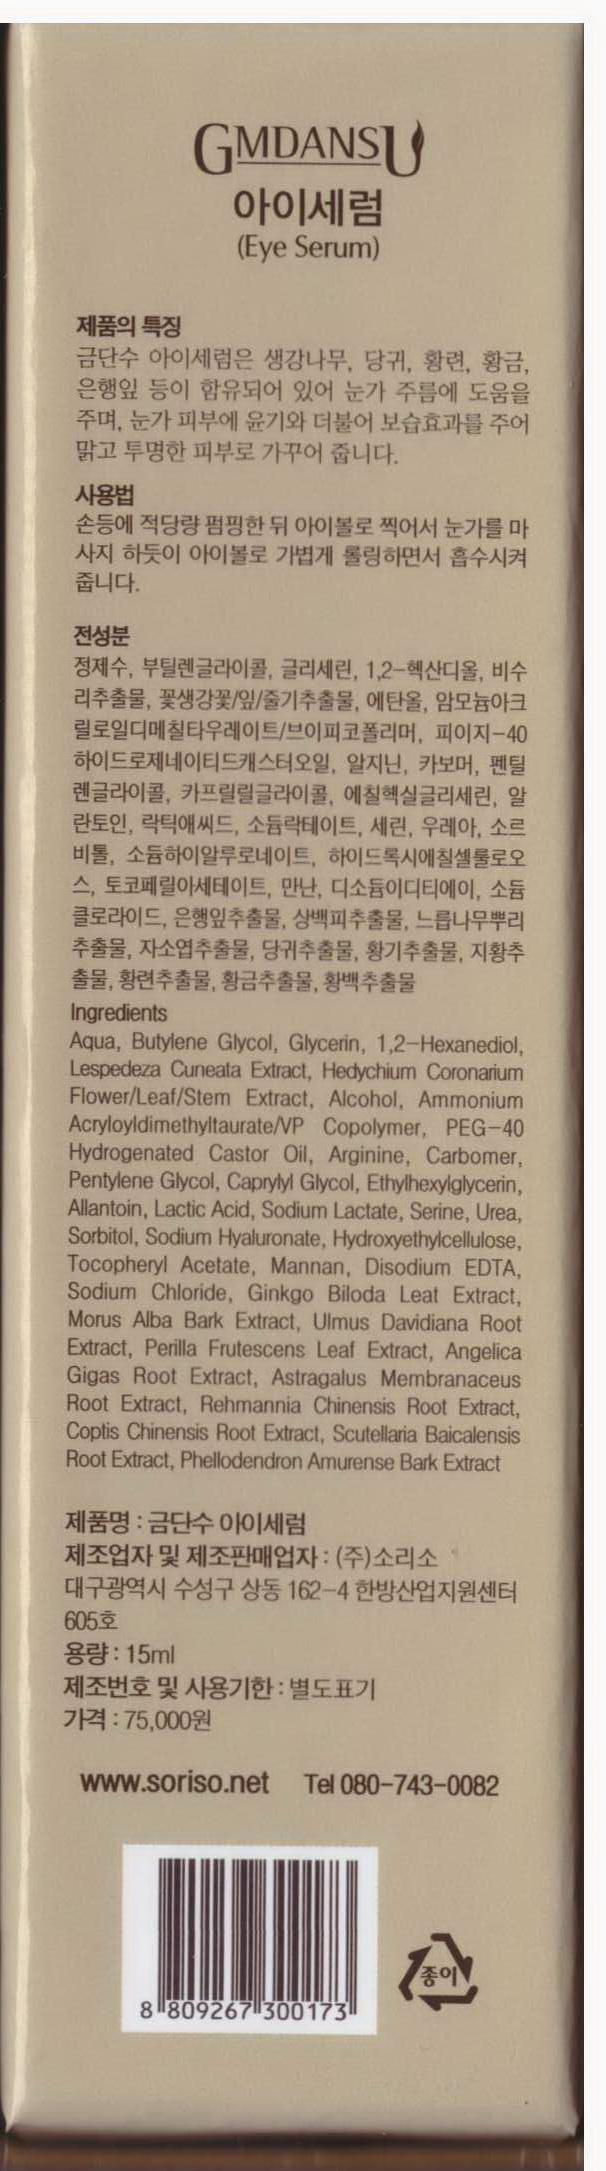 GMDANSU
아이세럼
(Eye Serum)
제품의 특징
금단수 아이세럼은 생강나무, 당귀, 황련, 황금,
은행잎 등이 함유되어 있어 눈가 주름에 도움을
주며, 눈가 피부에 윤기와 더불어 보습효과를 주어
맑고 투명한 피부로 가꾸어 줍니다.
사용법
손등에 적당량 펌핑한 뒤 아이볼로 찍어서 눈가를 마
사지 하듯이 아이볼로 가볍게 롤링하면서 흡수시켜
줍니다.
전성분
정제수, 부틸렌글라이콜, 글리세린, 1,2-헥산디올, 비수
리추출물, 꽃생강꽃/잎/줄기추출물, 에탄올, 암모늄아크
릴로일디메칠타우레이트/브이피코폴리머, 피이지-40
하이드로제네이티드캐스터오일, 알지닌, 카보머, 펜틸
렌글라이콜, 카프릴릴글라이콜, 에칠헥실글리세린, 알
란토인, 락틱애씨드, 소듐락테이트, 세린, 우레아, 소르
비톨, 소듐하이알루로네이트, 하이드록시에칠셀룰로오
스, 토코페릴아세테이트, 만난, 디소듐이디티에이, 소듐
클로라이드, 은행잎추출물, 상백피추출물, 느릅나무뿌리
추출물, 자소엽추출물, 당귀추출물, 황기추출물, 지황추
출물, 황련추출물, 황금추출물, 황백추출물
Ingredients
Aqua, Butylene Glycol, Glycerin, 1,2-Hexanediol,
Lespedeza Cuneata Extract, Hedychium Coronarium
Flower/Leaf/Stem Extract, Alcohol, Ammonium
Acryloyldimethyltaurate/VP Copolymer, PEG-40
Hydrogenated Castor Oil, Arginine, Carbomer,
Pentylene Glycol, Caprylyl Glycol, Ethylhexylglycerin,
Allantoin, Lactic Acid, Sodium Lactate, Serine, Urea,
Sorbitol, Sodium Hyaluronate, Hydroxyethylcellulose,
Tocopheryl Acetate, Mannan, Disodium EDTA,
Sodium Chloride, Ginkgo Biloda Leat Extract,
Morus Alba Bark Extract, Ulmus Davidiana Root
Extract, Perilla Frutescens Leaf Extract, Angelica
Gigas Root Extract, Astragalus Membranaceus
Root Extract, Rehmannia Chinensis Root Extract,
Coptis Chinensis Root Extract, Scutellaria Baicalensis
Root Extract, Phellodendron Amurense Bark Extract
제품명 : 금단수 아이세럼
제조업자 및 제조판매업자 : (주)소리소
대구광역시 수성구 상동 162-4 한방산업지원센터
605호
용량 : 15ml
제조번호 및 사용기한 : 별도표기
가격 : 75,000원
www.soriso.net Tel 080-743-0082
8 809267 300173
종이